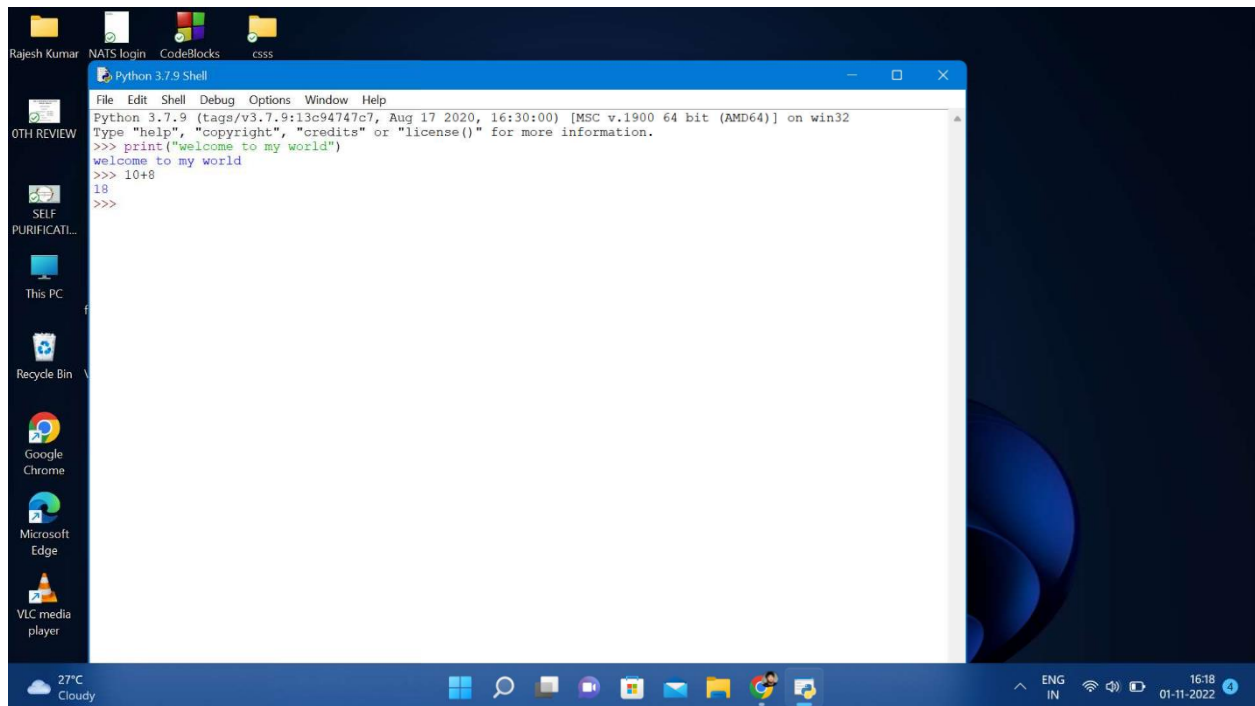 Rajesh Kumar
NATS login
CodeBlocks
csss
Python 3.7.9 Shell
File Edit Shell Debug Options Window Help
Python 3.7.9 (tags/v3.7.9:13c94747c7, Aug 17 2020, 16:30:00) [MSC v.1900 64 bit (AMD64)] on win32
Type "help", "copyright", "credits" or "license()" for more information.
>>> print("welcome to my world")
welcome to my world
>>> 10+8
18
>>>
0TH REVIEW
SELF
PURIFICATI...
This PC
Recycle Bin
Google
Chrome
Microsoft
Edge
VLC media
player
27°C
Cloudy
ENG
IN
16:18
01-11-2022
4